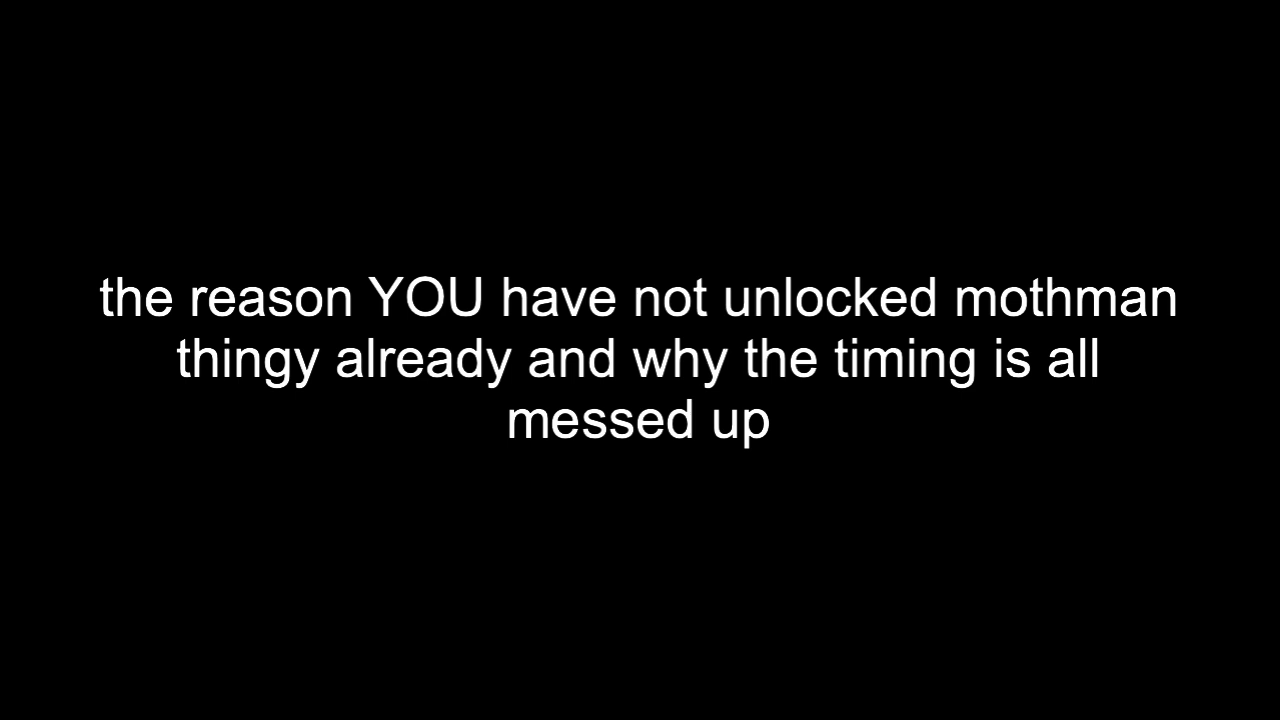 the reason YOU have not unlocked mothman
thingy already and why the timing is all
messed up